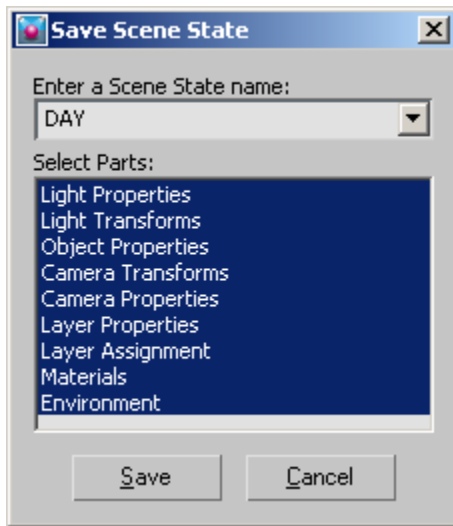 Save Scene State
Enter a Scene State name:
DAY
Select Parts:
Light Properties
Light Transforms
Object Properties
Camera Transforms
Camera Properties
Layer Properties
Layer Assignment
Materials
Environment
Save Cancel